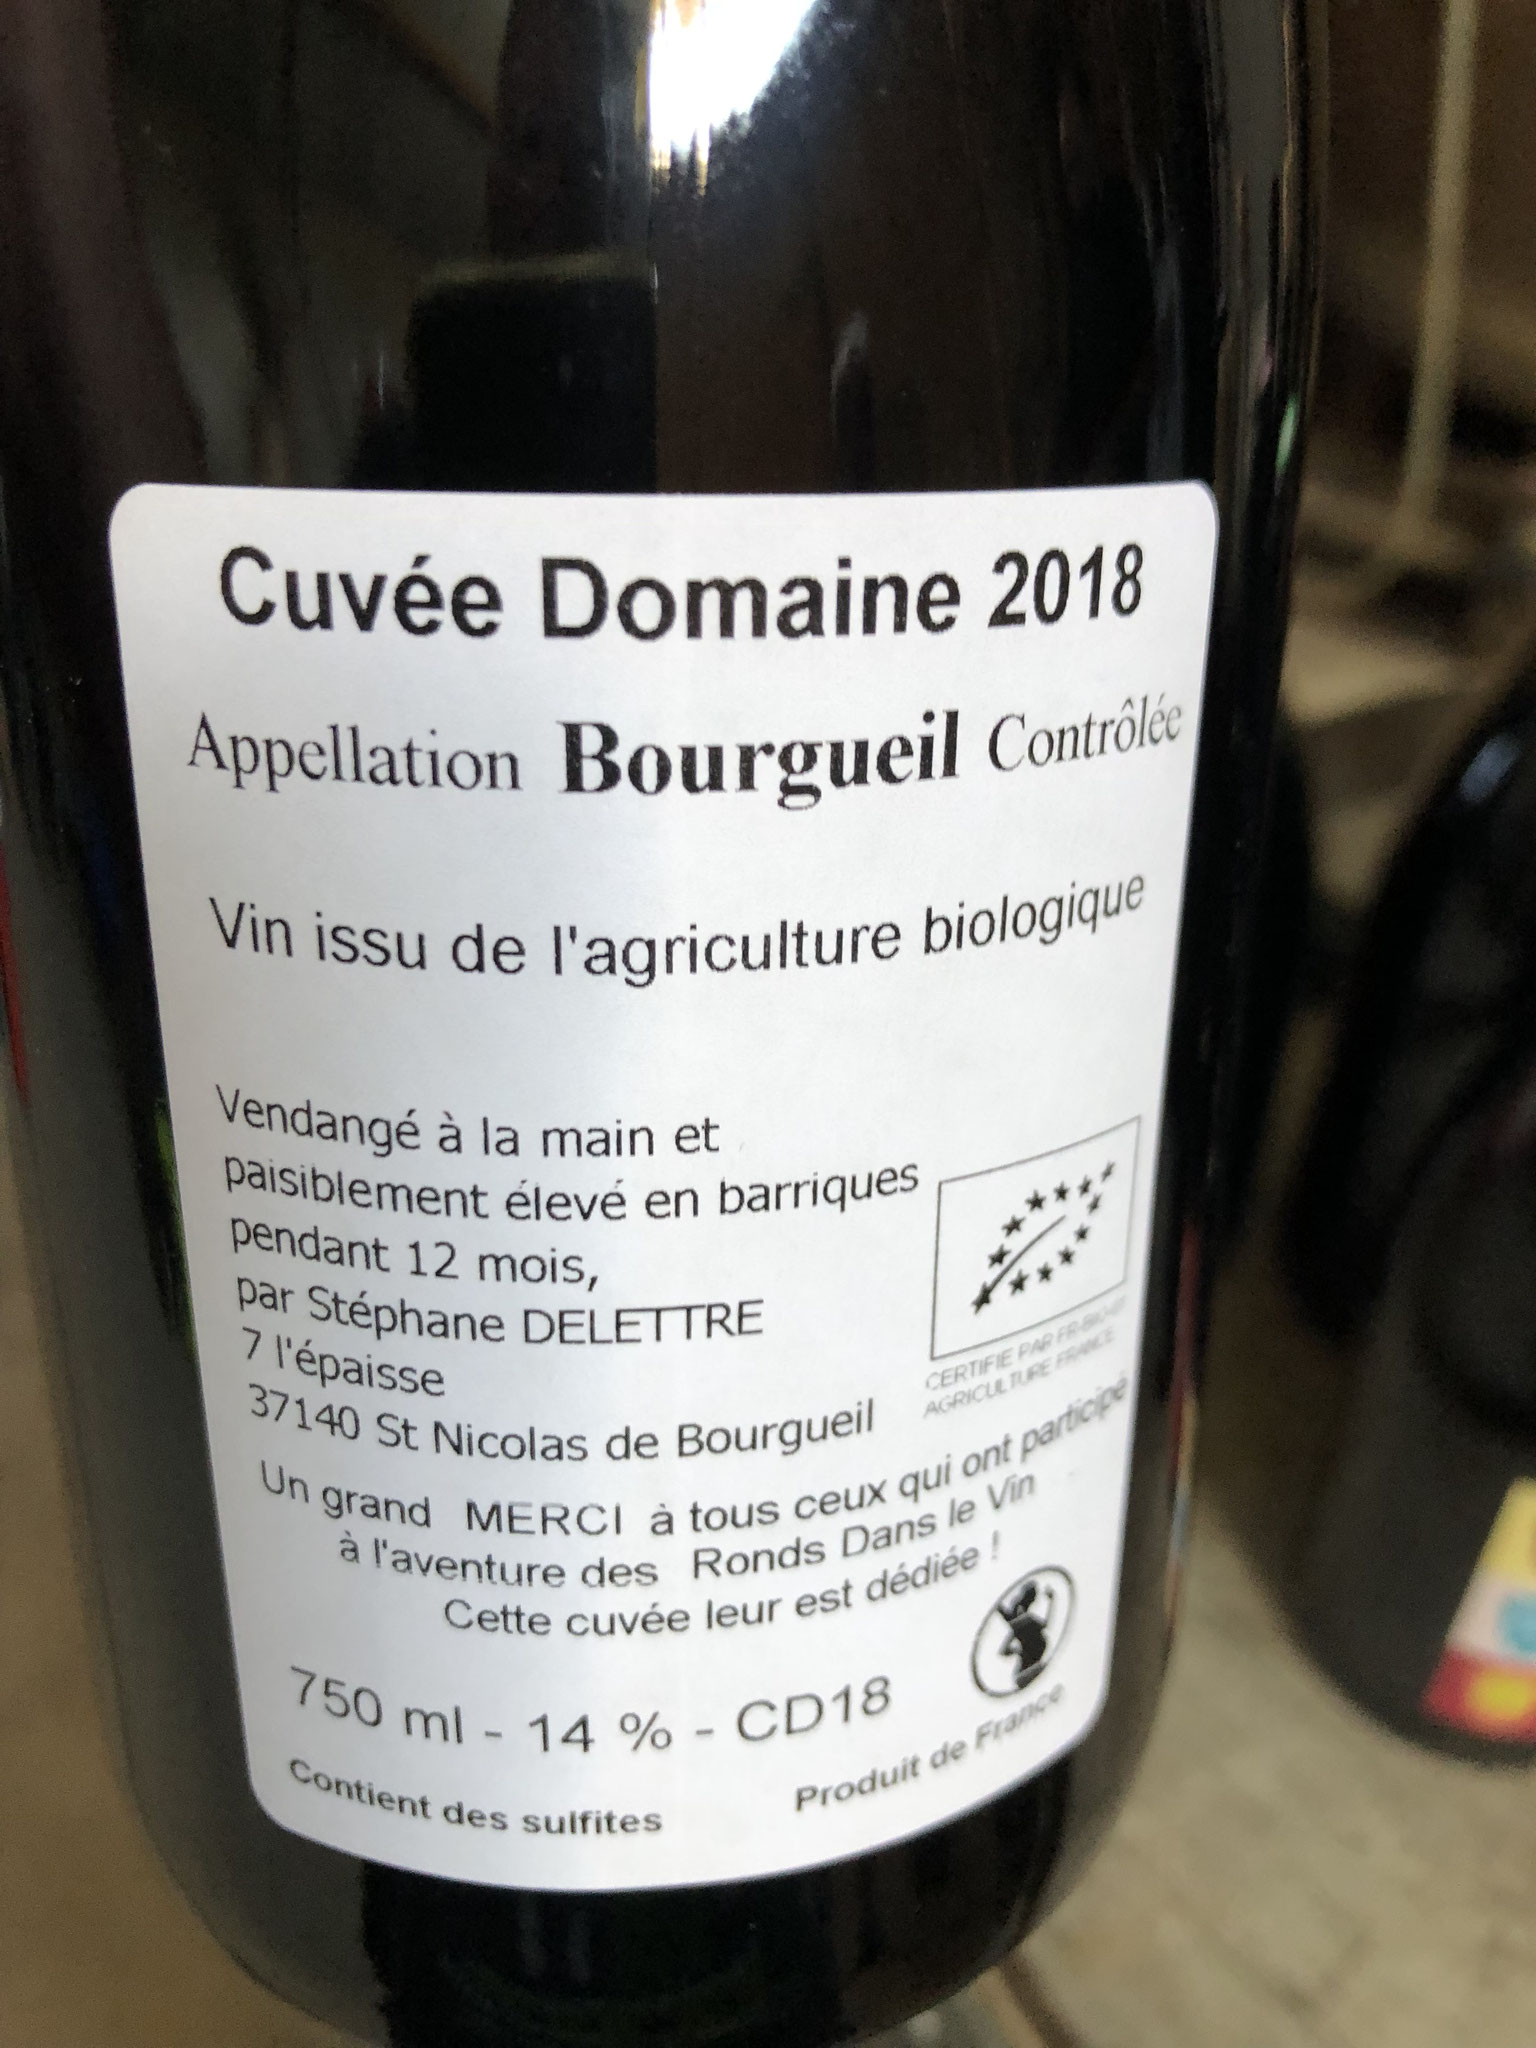 Cuvée Domaine 2018
Appellation Bourgueil Contrôlée
Vin issu de l'agriculture biologique
Vendangé à la main et
paisiblement élevé en barriques
pendant 12 mois,
par Stéphane DELETTRE
7 l'épaisse
37140 St Nicolas de Bourgueil
CERTIFIE PAR
AGRICULTURE FRANCE
Un grand MERCI à tous ceux qui ont participé
à l'aventure des Ronds Dans le Vin
Cette cuvée leur est dédiée !
750 ml - 14 % - CD18
Contient des sulfites
Produit de France